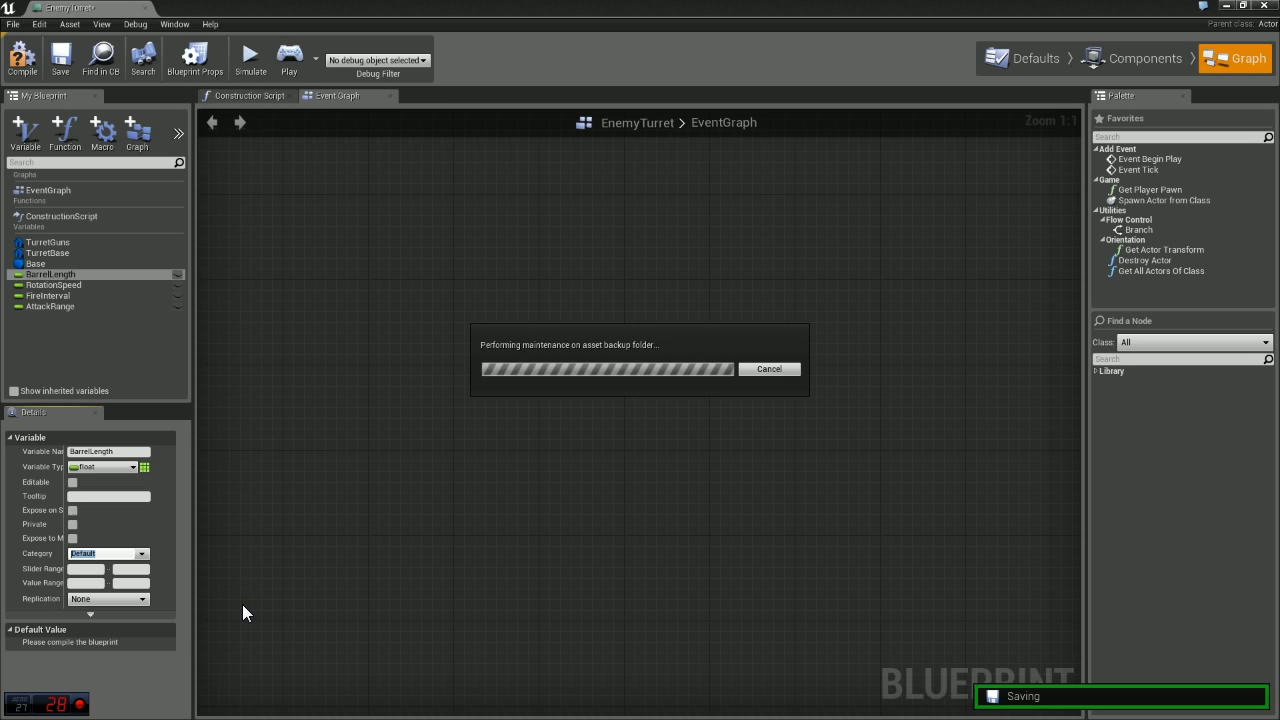 EnemyTurret*
File Edit Asset View Debug Window Help
Parent class: Actor
Compile Save Find in CB Search Blueprint Props Simulate Play
No debug object selected
Debug Filter
Defaults Components Graph
My Blueprint
Variable Function Macro Graph
Search
Graphs
EventGraph
Functions
ConstructionScript
Variables
TurretGuns
TurretBase
Base
BarrelLength
RotationSpeed
FireInterval
AttackRange
Show inherited variables
Details
Variable
Variable Na
BarrelLength
Variable Typ
float
Editable
Tooltip
Expose on S
Private
Expose to M
Category
Default
Slider Range
Value Range
Replication
None
Default Value
Please compile the blueprint
27
28
Construction Script
Event Graph
EnemyTurret > EventGraph
Zoom 1:1
Performing maintenance on asset backup folder...
Cancel
BLUEPRINT
Saving
Palette
Favorites
Search
Add Event
Event Begin Play
Event Tick
Game
Get Player Pawn
Spawn Actor from Class
Utilities
Flow Control
Branch
Orientation
Get Actor Transform
Destroy Actor
Get All Actors Of Class
Find a Node
Class: All
Search
Library